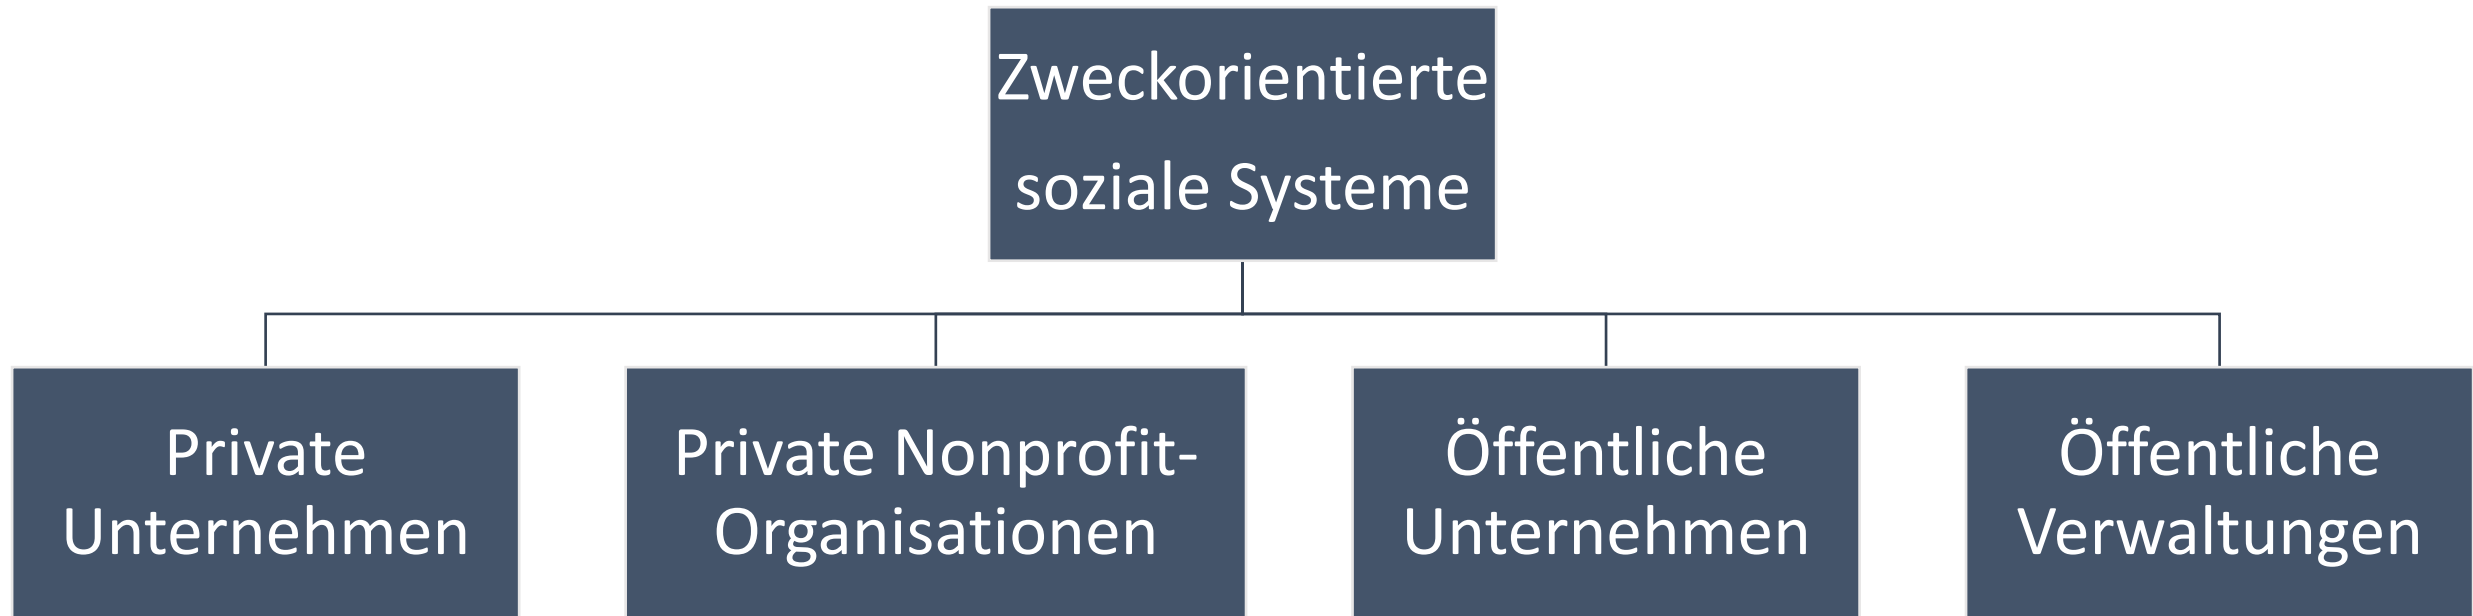 Zweckorientierte
soziale Systeme
Private
Unternehmen
Private Nonprofit-
Organisationen
Öffentliche
Unternehmen
Öffentliche
Verwaltungen